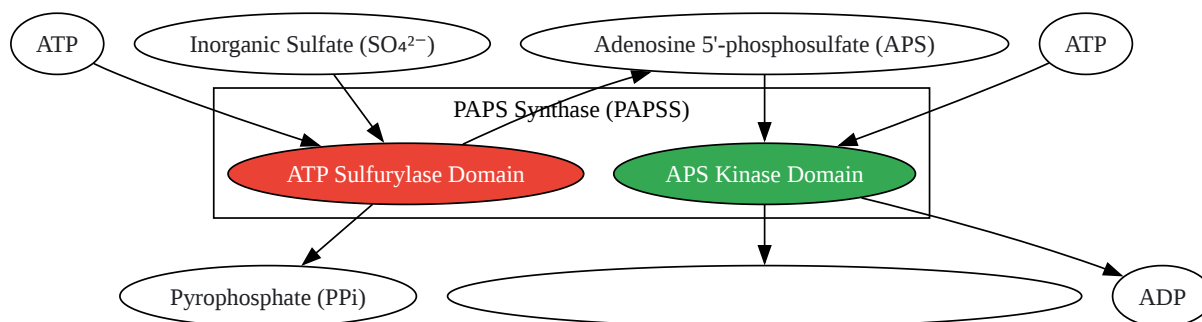 ATP
Inorganic Sulfate (SO₄²⁻)
Adenosine 5'-phosphosulfate (APS)
ATP
PAPS Synthase (PAPSS)
ATP Sulfurylase Domain
APS Kinase Domain
Pyrophosphate (PPi)
ADP